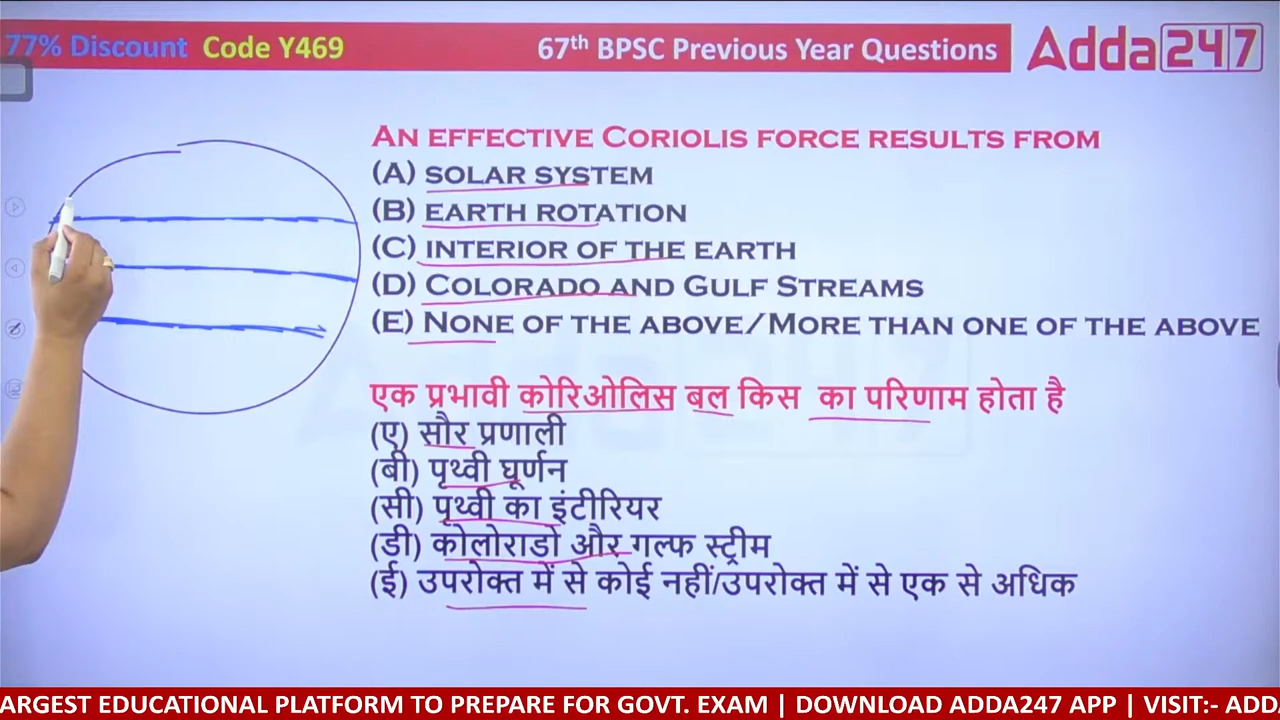 77% Discount Code Y469
67th BPSC Previous Year Questions
Adda247
AN EFFECTIVE CORIOLIS FORCE RESULTS FROM
(A) SOLAR SYSTEM
(B) EARTH ROTATION
(C) INTERIOR OF THE EARTH
(D) COLORADO AND GULF STREAMS
(E) NONE OF THE ABOVE/MORE THAN ONE OF THE ABOVE
एक प्रभावी कोरिओलिस बल किस का परिणाम होता है
(ए) सौर प्रणाली
(बी) पृथ्वी घूर्णन
(सी) पृथ्वी का इंटीरियर
(डी) कोलोराडो और गल्फ स्ट्रीम
(ई) उपरोक्त में से कोई नहीं/उपरोक्त में से एक से अधिक
ARGEST EDUCATIONAL PLATFORM TO PREPARE FOR GOVT. EXAM | DOWNLOAD ADDA247 APP | VISIT:- ADDA